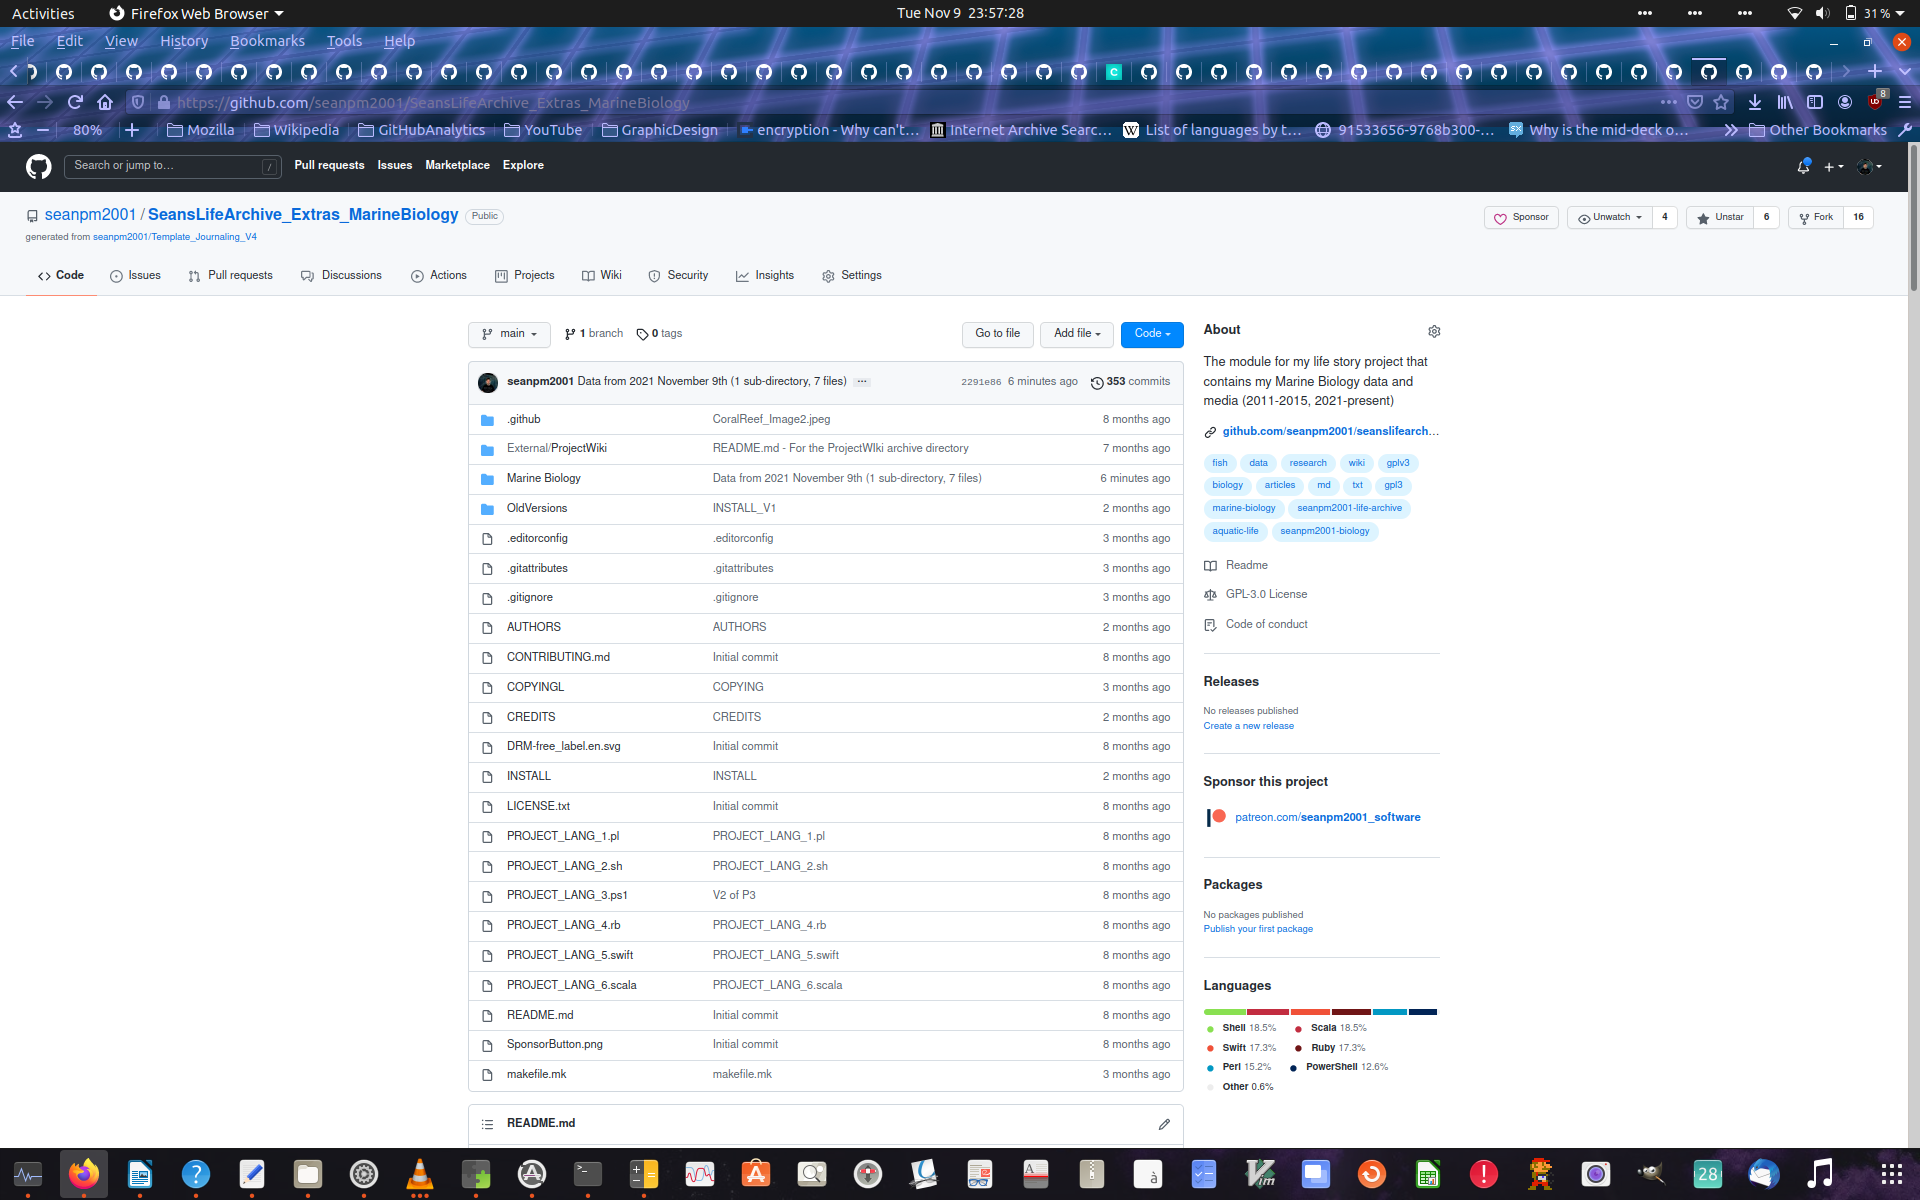 Activities
Firefox Web Browser
Tue Nov 9 23:57:28
31 %
File Edit View History Bookmarks Tools Help
https://github.com/seanpm2001/SeansLifeArchive_Extras_MarineBiology
8
80%
Mozilla Wikipedia GitHubAnalytics YouTube GraphicDesign encryption - Why can't… Internet Archive Searc… List of languages by t… 91533656-9768b300-… Why is the mid-deck o… Other Bookmarks
Search or jump to… /
Pull requests Issues Marketplace Explore
seanpm2001 / SeansLifeArchive_Extras_MarineBiology Public
Sponsor Unwatch 4 Unstar 6 Fork 16
generated from seanpm2001/Template_Journaling_V4
Code Issues Pull requests Discussions Actions Projects Wiki Security Insights Settings
main 1 branch 0 tags Go to file Add file Code
seanpm2001 Data from 2021 November 9th (1 sub-directory, 7 files) … 2291e86 6 minutes ago 353 commits
.github CoralReef_Image2.jpeg 8 months ago
External/ProjectWiki README.md - For the ProjectWIki archive directory 7 months ago
Marine Biology Data from 2021 November 9th (1 sub-directory, 7 files) 6 minutes ago
OldVersions INSTALL_V1 2 months ago
.editorconfig .editorconfig 3 months ago
.gitattributes .gitattributes 3 months ago
.gitignore .gitignore 3 months ago
AUTHORS AUTHORS 2 months ago
CONTRIBUTING.md Initial commit 8 months ago
COPYINGL COPYING 3 months ago
CREDITS CREDITS 2 months ago
DRM-free_label.en.svg Initial commit 8 months ago
INSTALL INSTALL 2 months ago
LICENSE.txt Initial commit 8 months ago
PROJECT_LANG_1.pl PROJECT_LANG_1.pl 8 months ago
PROJECT_LANG_2.sh PROJECT_LANG_2.sh 8 months ago
PROJECT_LANG_3.ps1 V2 of P3 8 months ago
PROJECT_LANG_4.rb PROJECT_LANG_4.rb 8 months ago
PROJECT_LANG_5.swift PROJECT_LANG_5.swift 8 months ago
PROJECT_LANG_6.scala PROJECT_LANG_6.scala 8 months ago
README.md Initial commit 8 months ago
SponsorButton.png Initial commit 8 months ago
makefile.mk makefile.mk 3 months ago
README.md
About
The module for my life story project that
contains my Marine Biology data and
media (2011-2015, 2021-present)
github.com/seanpm2001/seanslifearch…
fish data research wiki gplv3
biology articles md txt gpl3
marine-biology seanpm2001-life-archive
aquatic-life seanpm2001-biology
Readme
GPL-3.0 License
Code of conduct
Releases
No releases published
Create a new release
Sponsor this project
patreon.com/seanpm2001_software
Packages
No packages published
Publish your first package
Languages
Shell 18.5% Scala 18.5%
Swift 17.3% Ruby 17.3%
Perl 15.2% PowerShell 12.6%
Other 0.6%
28